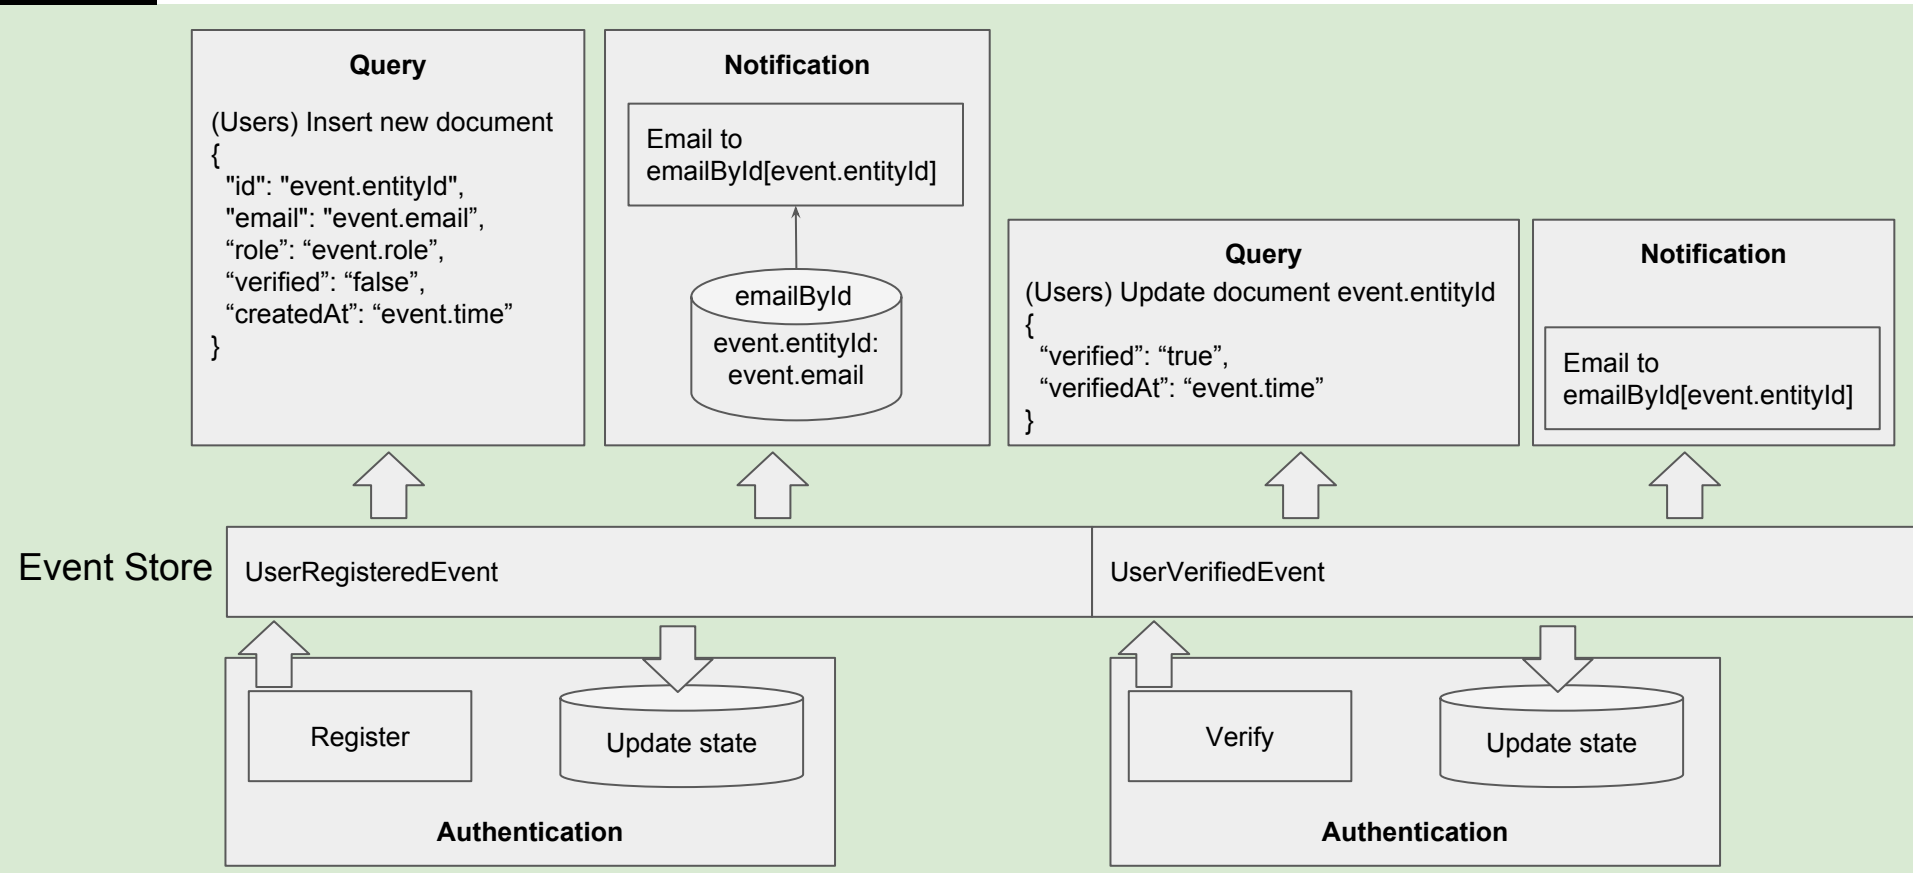 Query
(Users) Insert new document
{
"id": "event.entityId",
"email": "event.email”,
“role”: “event.role”,
“verified”: “false”,
“createdAt”: “event.time”
}
Notification
Email to
emailById[event.entityId]
emailById
event.entityId:
event.email
Query
(Users) Update document event.entityId
{
“verified”: “true”,
“verifiedAt”: “event.time”
}
Notification
Email to
emailById[event.entityId]
Event Store
UserRegisteredEvent
UserVerifiedEvent
Register
Update state
Authentication
Verify
Update state
Authentication